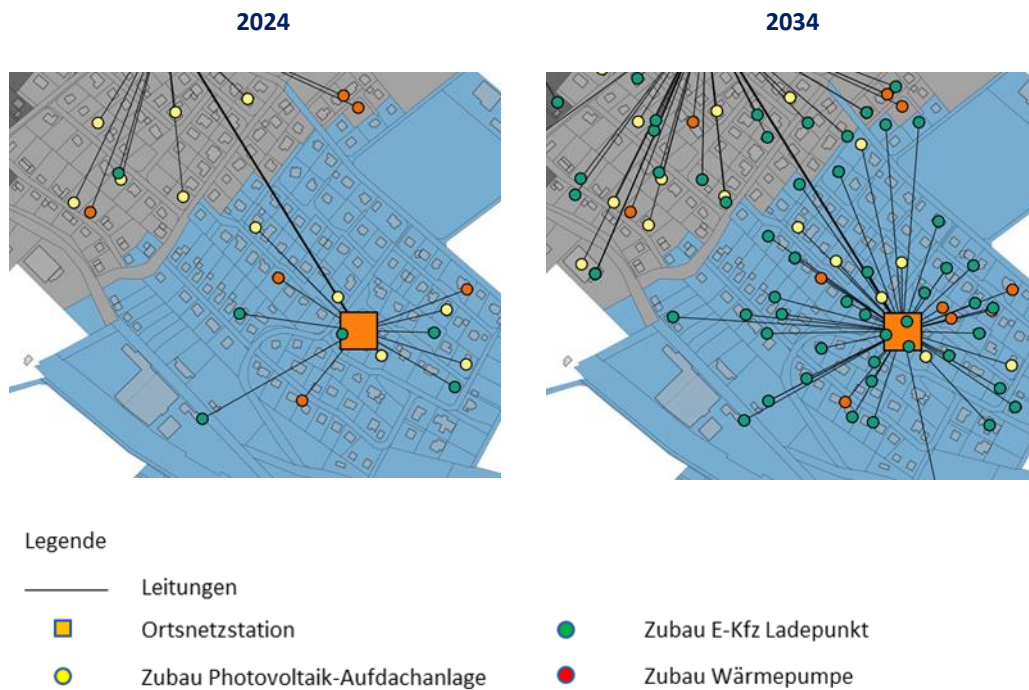 2024
2034
Legende
Leitungen
Ortsnetzstation
Zubau E-Kfz Ladepunkt
Zubau Photovoltaik-Aufdachanlage
Zubau Wärmepumpe